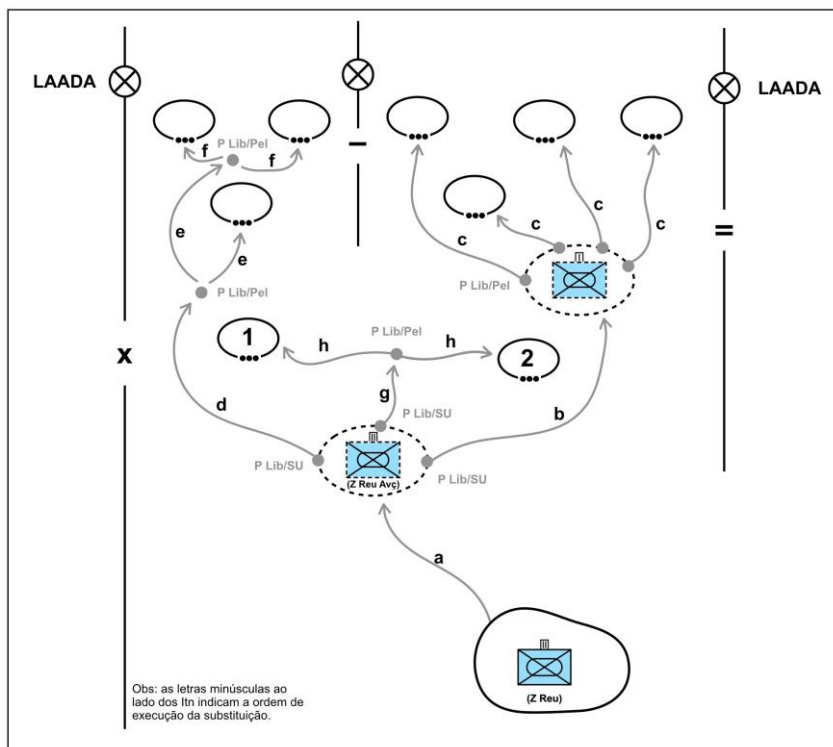 LAADA
LAADA
P Lib/Pel
f
f
c
c
c
c
e
e
P Lib/Pel
P Lib/Pel
x
1
h
P Lib/Pel
h
2
d
g
b
P Lib/SU
P Lib/SU
P Lib/SU
(Z Reu Avç)
a
(Z Reu)
Obs: as letras minúsculas ao
lado dos Itn indicam a ordem de
execução da substituição.